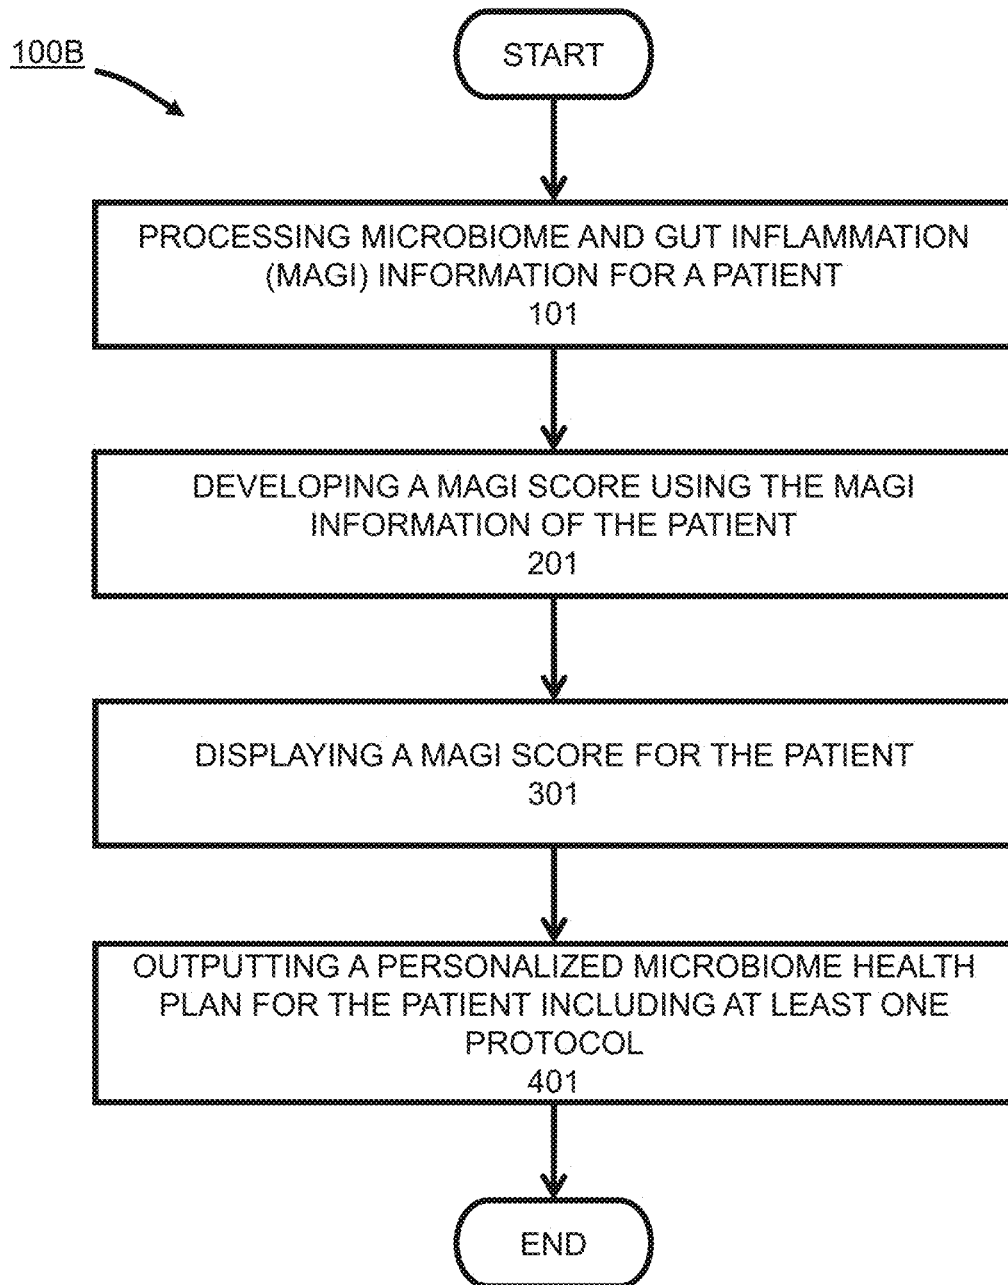 100B
START
PROCESSING MICROBIOME AND GUT INFLAMMATION
(MAGI) INFORMATION FOR A PATIENT
101
DEVELOPING A MAGI SCORE USING THE MAGI
INFORMATION OF THE PATIENT
201
DISPLAYING A MAGI SCORE FOR THE PATIENT
301
OUTPUTTING A PERSONALIZED MICROBIOME HEALTH
PLAN FOR THE PATIENT INCLUDING AT LEAST ONE
PROTOCOL
401
END